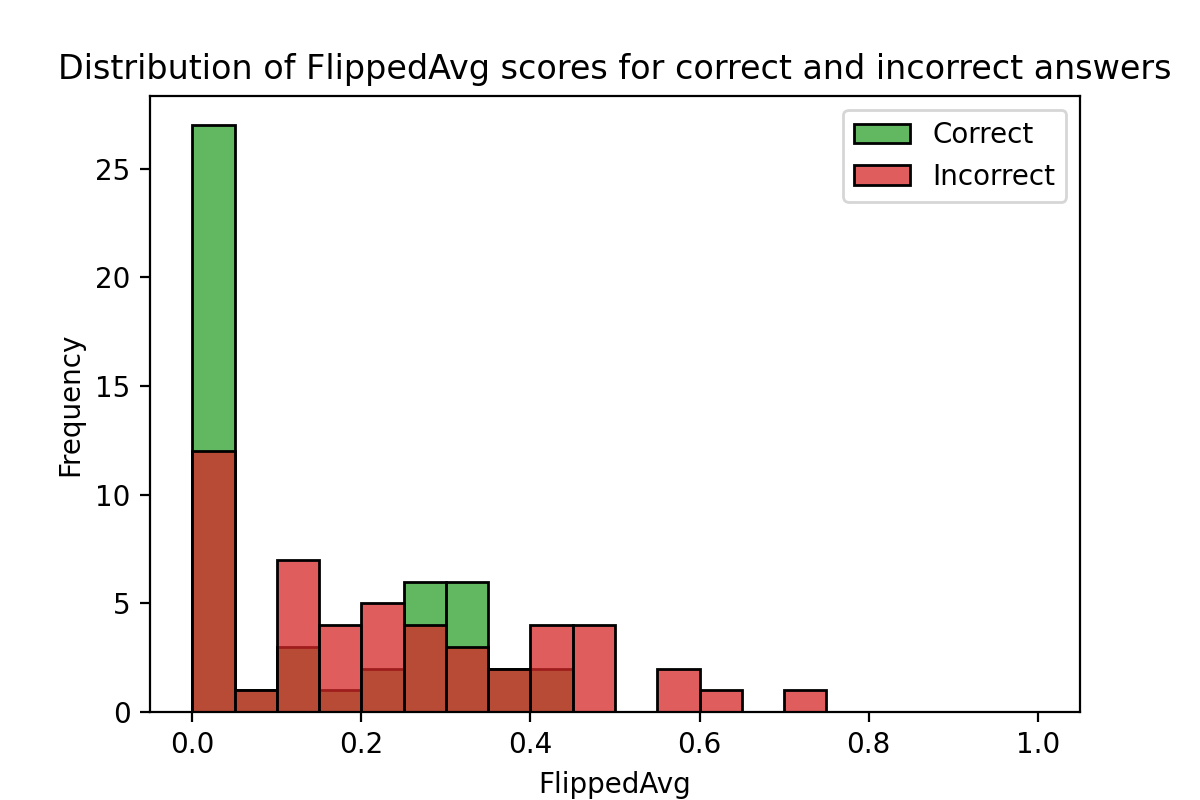 Distribution of FlippedAvg scores for correct and incorrect answers
Correct
Incorrect
25
20
15
10
5
0
Frequency
0.0 0.2 0.4 0.6 0.8 1.0
FlippedAvg